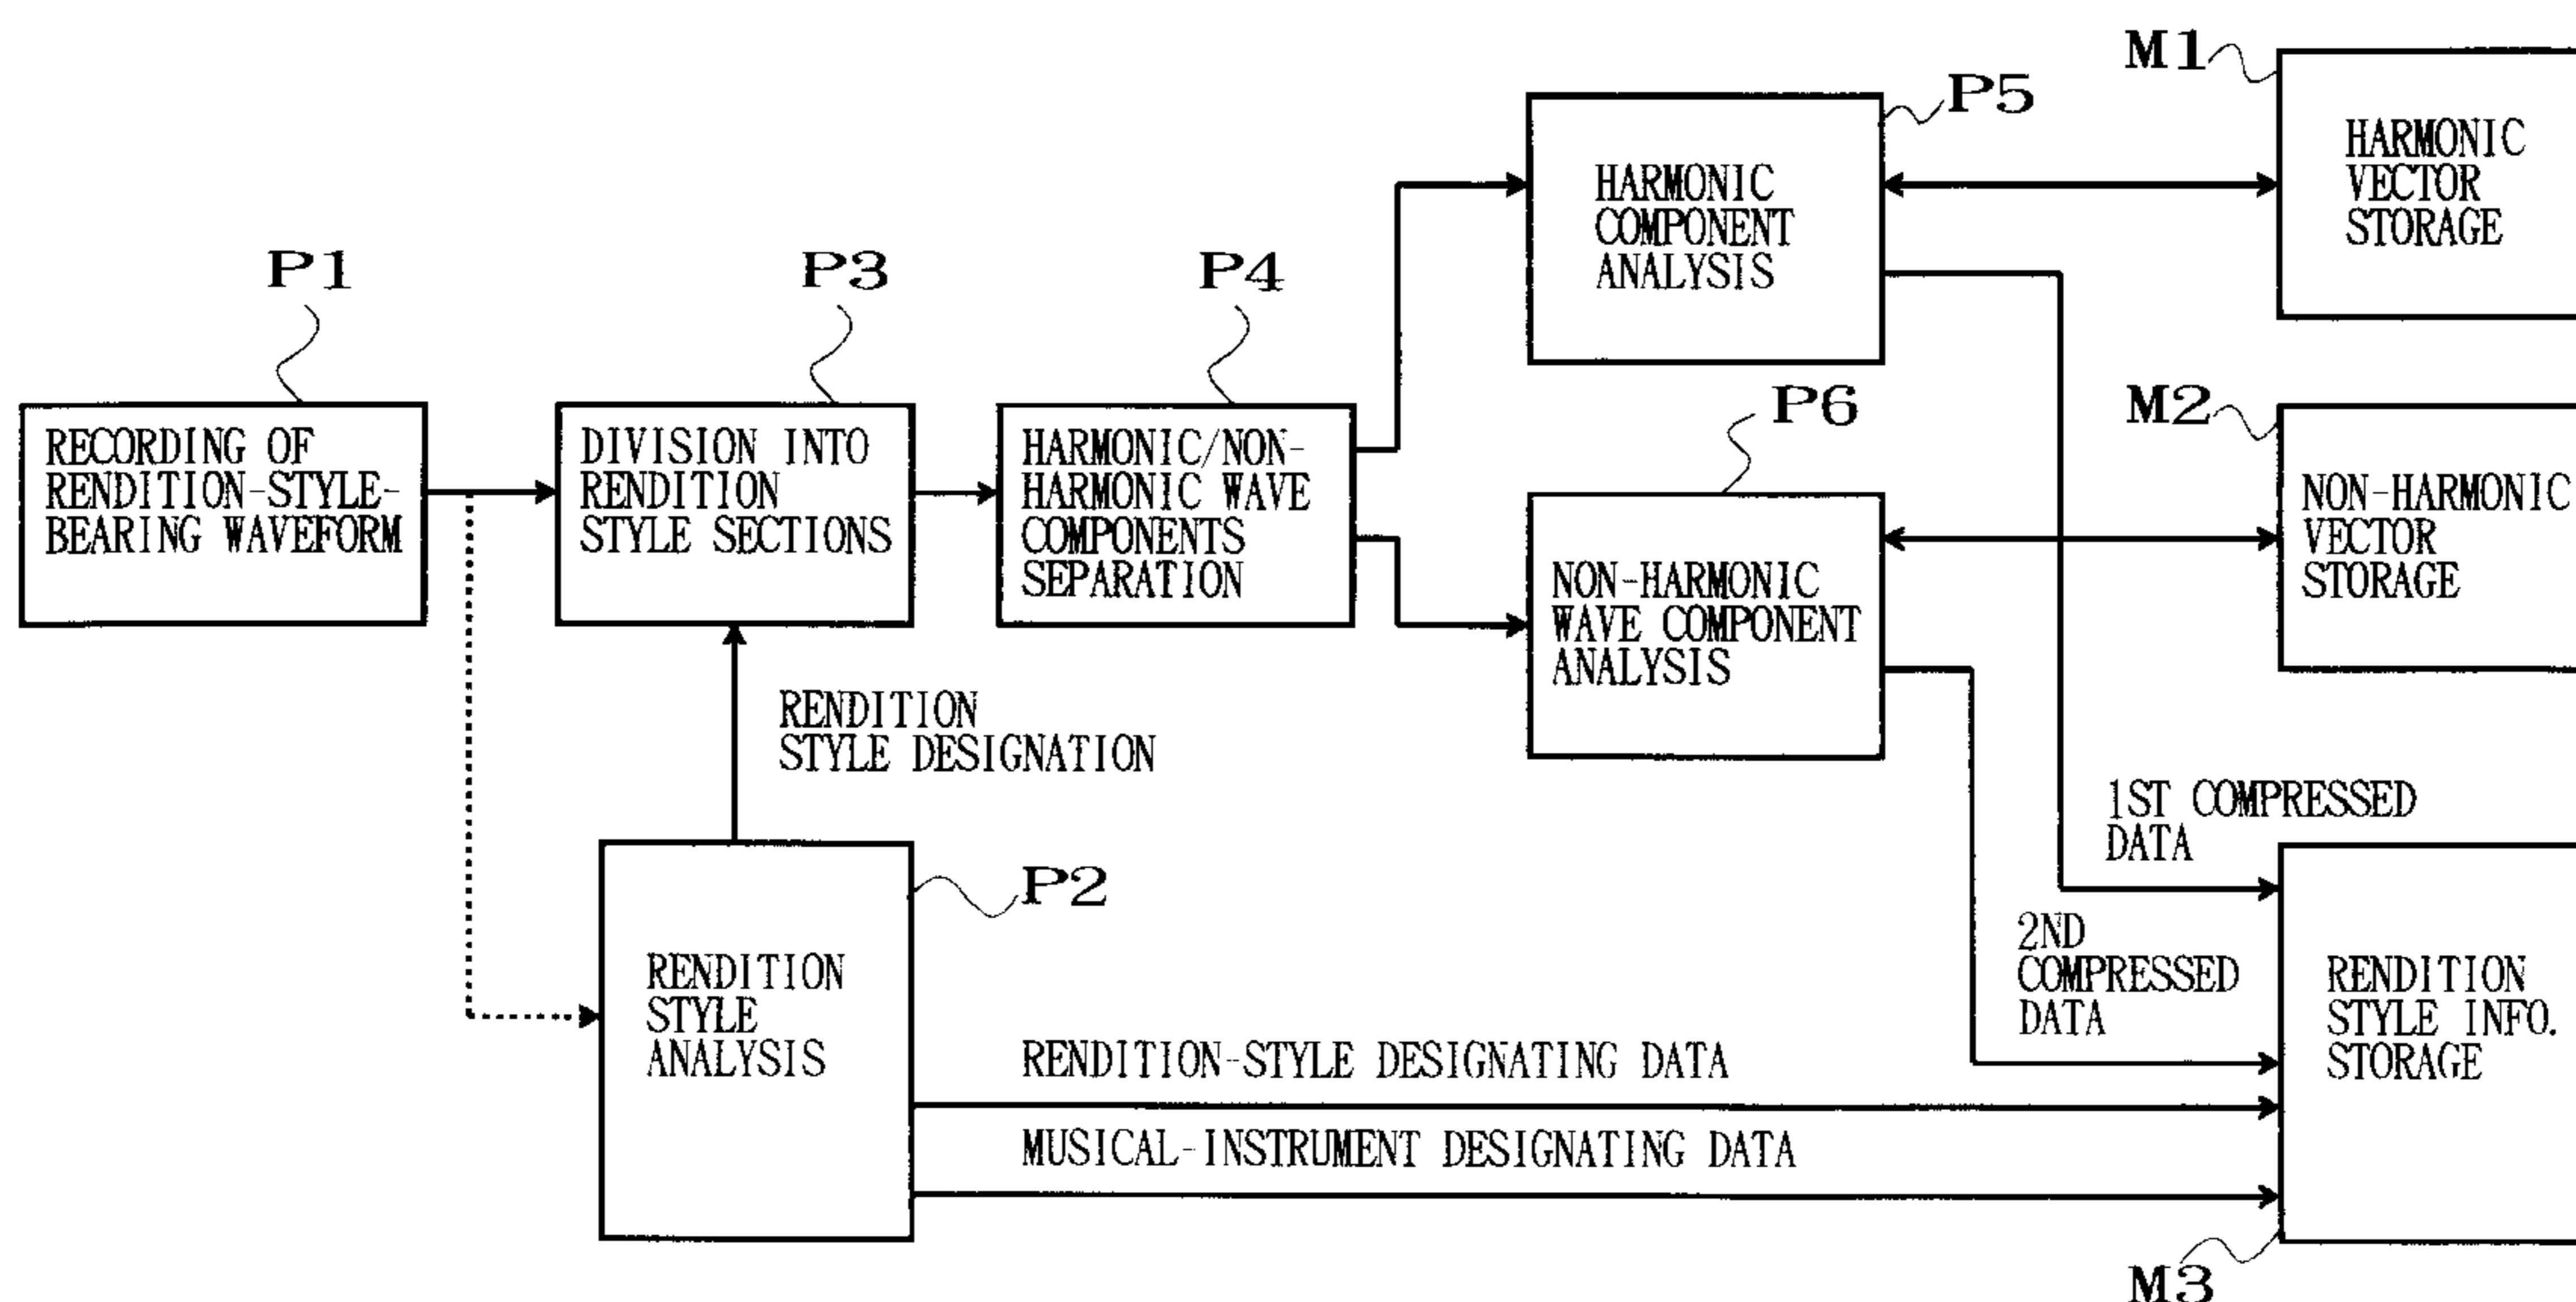 P1
RECORDING OF
RENDITION-STYLE-
BEARING WAVEFORM
P3
DIVISION INTO
RENDITION
STYLE SECTIONS
P4
HARMONIC/NON-
HARMONIC WAVE
COMPONENTS
SEPARATION
P5
HARMONIC
COMPONENT
ANALYSIS
M1
HARMONIC
VECTOR
STORAGE
P6
NON-HARMONIC
WAVE COMPONENT
ANALYSIS
M2
NON-HARMONIC
VECTOR
STORAGE
RENDITION
STYLE DESIGNATION
P2
RENDITION
STYLE
ANALYSIS
1ST COMPRESSED
DATA
2ND
COMPRESSED
DATA
RENDITION-STYLE DESIGNATING DATA
MUSICAL-INSTRUMENT DESIGNATING DATA
RENDITION
STYLE INFO.
STORAGE
M3